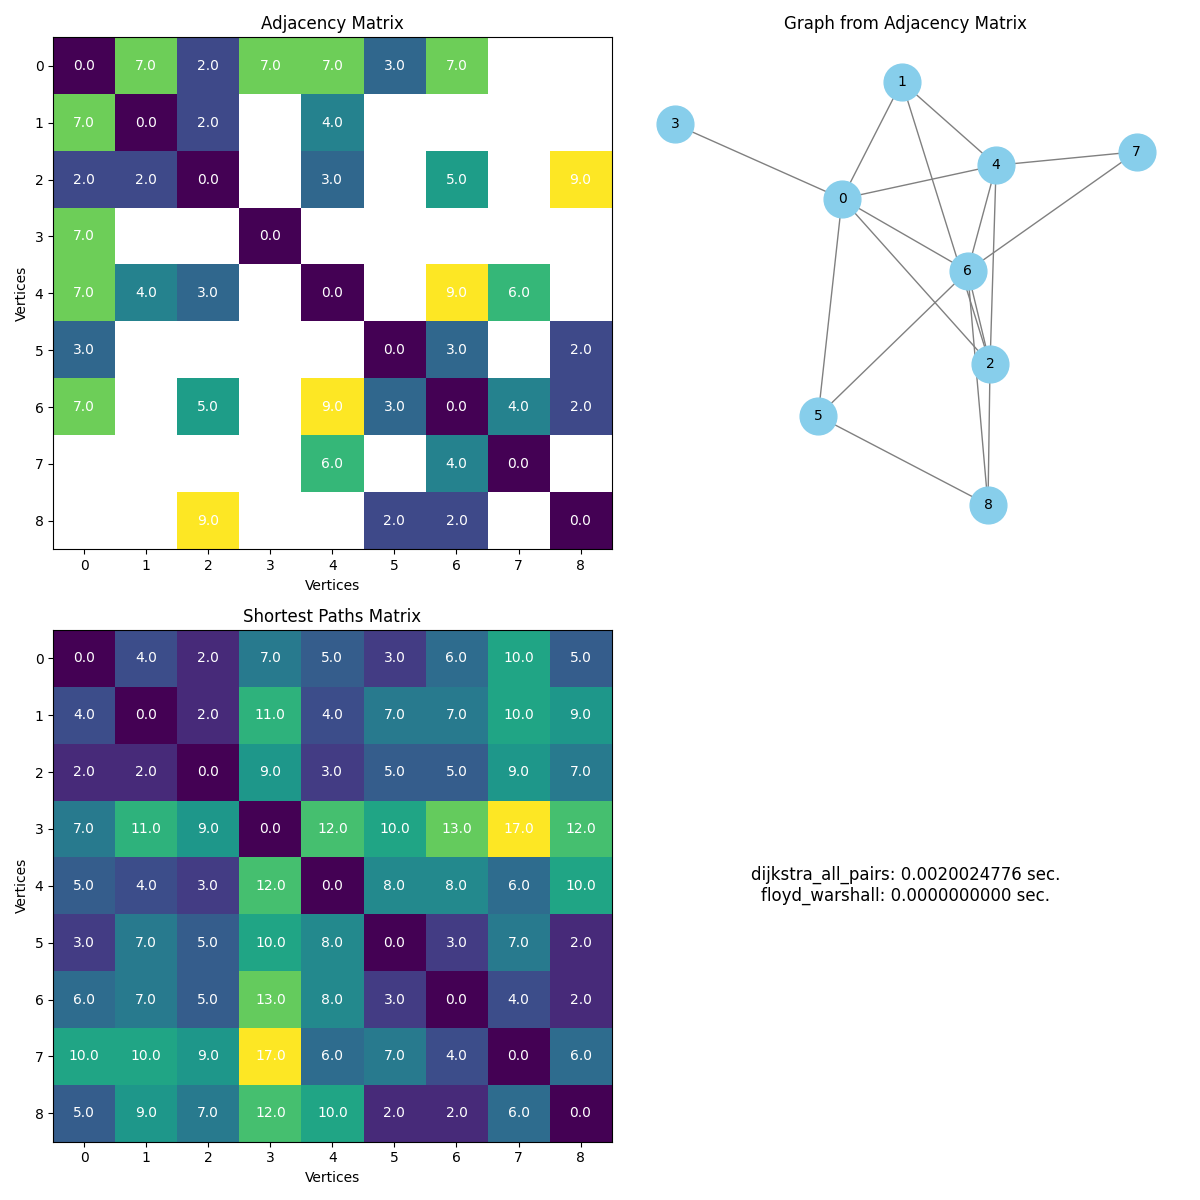 Adjacency Matrix
0 0.0 7.0 2.0 7.0 7.0 3.0 7.0
1 7.0 0.0 2.0 4.0
2 2.0 2.0 0.0 3.0 5.0 9.0
3 7.0 0.0
4 7.0 4.0 3.0 0.0 9.0 6.0
5 3.0 0.0 3.0 2.0
6 7.0 5.0 9.0 3.0 0.0 4.0 2.0
7 6.0 4.0 0.0
8 9.0 2.0 2.0 0.0
0 1 2 3 4 5 6 7 8
Vertices
Vertices
Graph from Adjacency Matrix
1
3
7
4
0
6
2
5
8
Shortest Paths Matrix
0 0.0 4.0 2.0 7.0 5.0 3.0 6.0 10.0 5.0
1 4.0 0.0 2.0 11.0 4.0 7.0 7.0 10.0 9.0
2 2.0 2.0 0.0 9.0 3.0 5.0 5.0 9.0 7.0
3 7.0 11.0 9.0 0.0 12.0 10.0 13.0 17.0 12.0
4 5.0 4.0 3.0 12.0 0.0 8.0 8.0 6.0 10.0
5 3.0 7.0 5.0 10.0 8.0 0.0 3.0 7.0 2.0
6 6.0 7.0 5.0 13.0 8.0 3.0 0.0 4.0 2.0
7 10.0 10.0 9.0 17.0 6.0 7.0 4.0 0.0 6.0
8 5.0 9.0 7.0 12.0 10.0 2.0 2.0 6.0 0.0
0 1 2 3 4 5 6 7 8
Vertices
Vertices
dijkstra_all_pairs: 0.0020024776 sec.
floyd_warshall: 0.0000000000 sec.